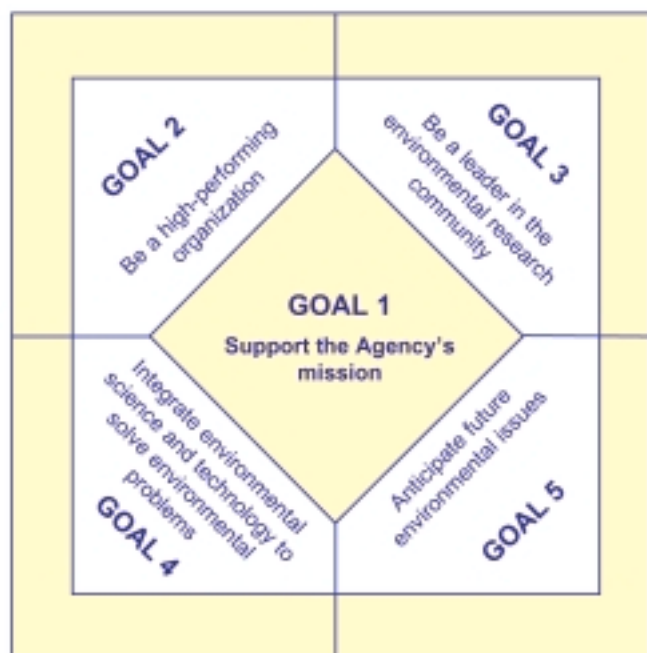 GOAL 2
Be a high-performing
organization
GOAL 3
Be a leader in the
environmental research
community
GOAL 1
Support the Agency's
mission
Integrate environmental
science and technology to
solve environmental
problems
GOAL 4
Anticipate future
environmental issues
GOAL 5